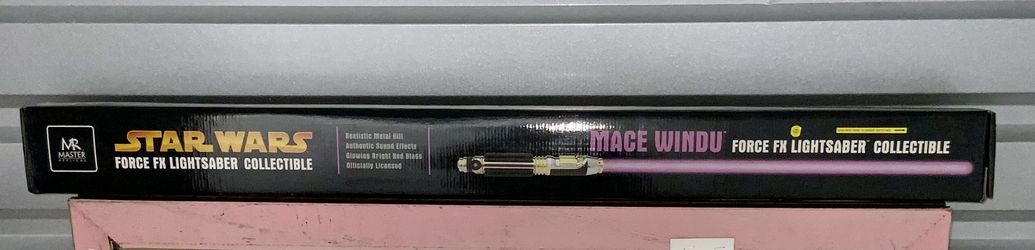 MR
MASTER
REPLICAS
STAR WARS
FORCE FX LIGHTSABER COLLECTIBLE
Realistic Metal Hilt
Authentic Sound Effects
Glowing Bright Red Blade
Officially Licensed
MACE WINDU™ FORCE FX LIGHTSABER COLLECTIBLE